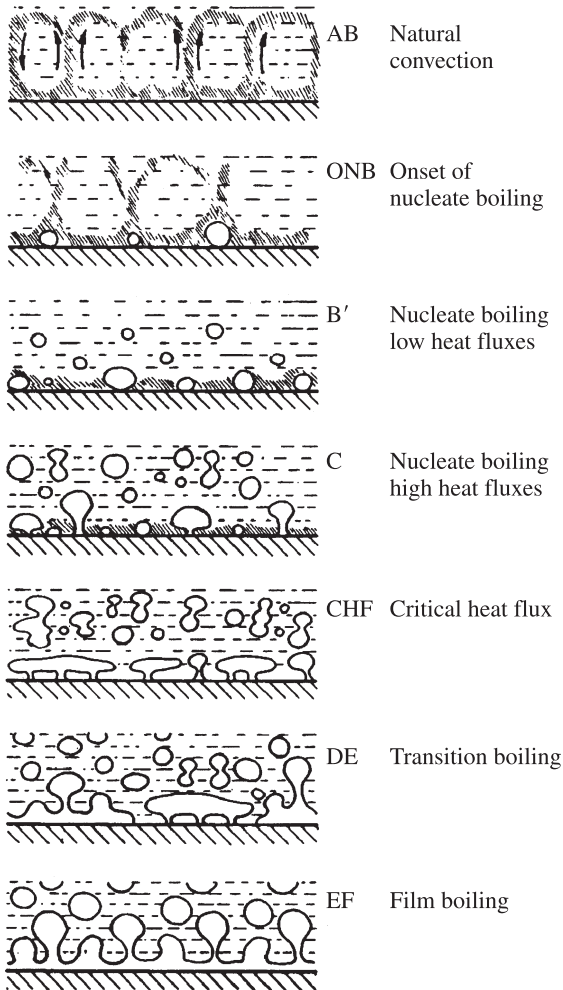 AB Natural
convection
ONB Onset of
nucleate boiling
B′ Nucleate boiling
low heat fluxes
C Nucleate boiling
high heat fluxes
CHF Critical heat flux
DE Transition boiling
EF Film boiling